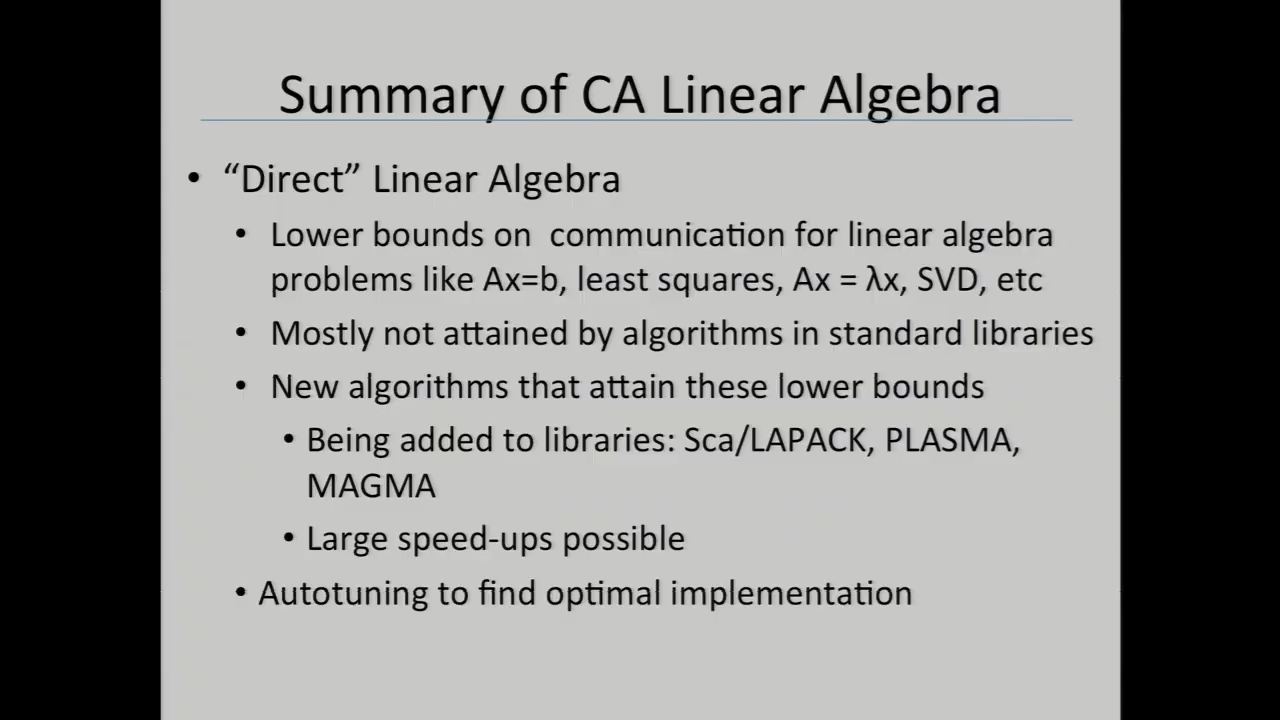 Summary of CA Linear Algebra
• “Direct” Linear Algebra
• Lower bounds on communication for linear algebra
problems like Ax=b, least squares, Ax = λx, SVD, etc
• Mostly not attained by algorithms in standard libraries
• New algorithms that attain these lower bounds
• Being added to libraries: Sca/LAPACK, PLASMA,
MAGMA
• Large speed-ups possible
• Autotuning to find optimal implementation